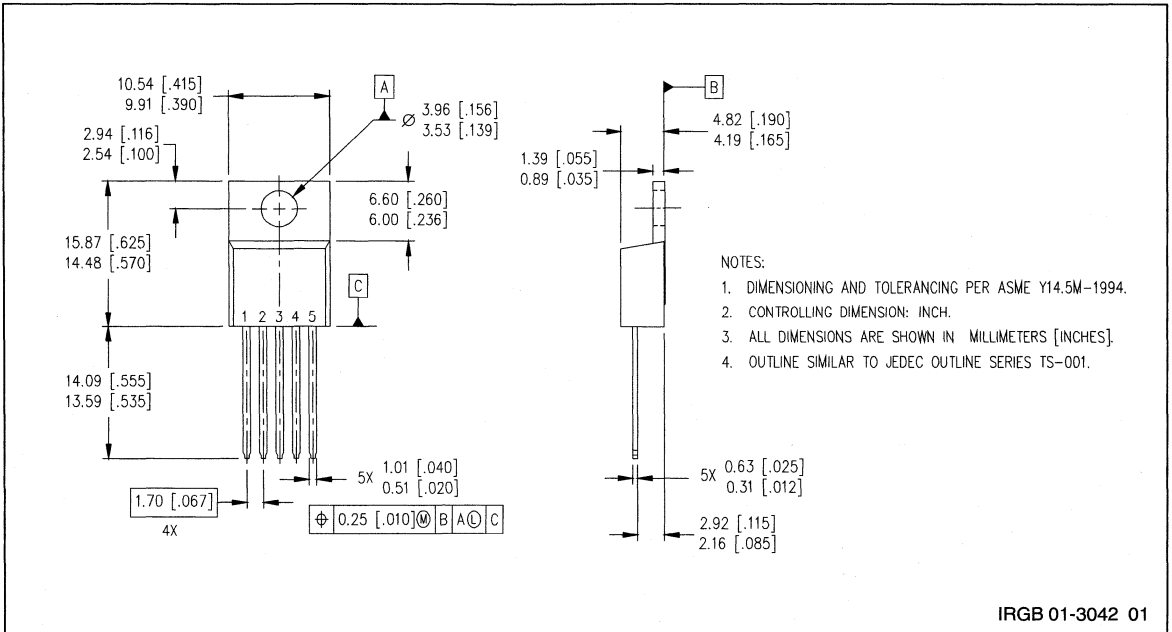 10.54 [.415]
9.91 [.390]
A
⌀ 3.96 [.156]
3.53 [.139]
2.94 [.116]
2.54 [.100]
6.60 [.260]
6.00 [.236]
15.87 [.625]
14.48 [.570]
C
1 2 3 4 5
14.09 [.555]
13.59 [.535]
5X 1.01 [.040]
0.51 [.020]
1.70 [.067]
4X
⌖ 0.25 [.010]Ⓜ B AⓁ C
B
4.82 [.190]
4.19 [.165]
1.39 [.055]
0.89 [.035]
5X 0.63 [.025]
0.31 [.012]
2.92 [.115]
2.16 [.085]
NOTES:
1. DIMENSIONING AND TOLERANCING PER ASME Y14.5M-1994.
2. CONTROLLING DIMENSION: INCH.
3. ALL DIMENSIONS ARE SHOWN IN MILLIMETERS [INCHES].
4. OUTLINE SIMILAR TO JEDEC OUTLINE SERIES TS-001.
IRGB 01-3042 01